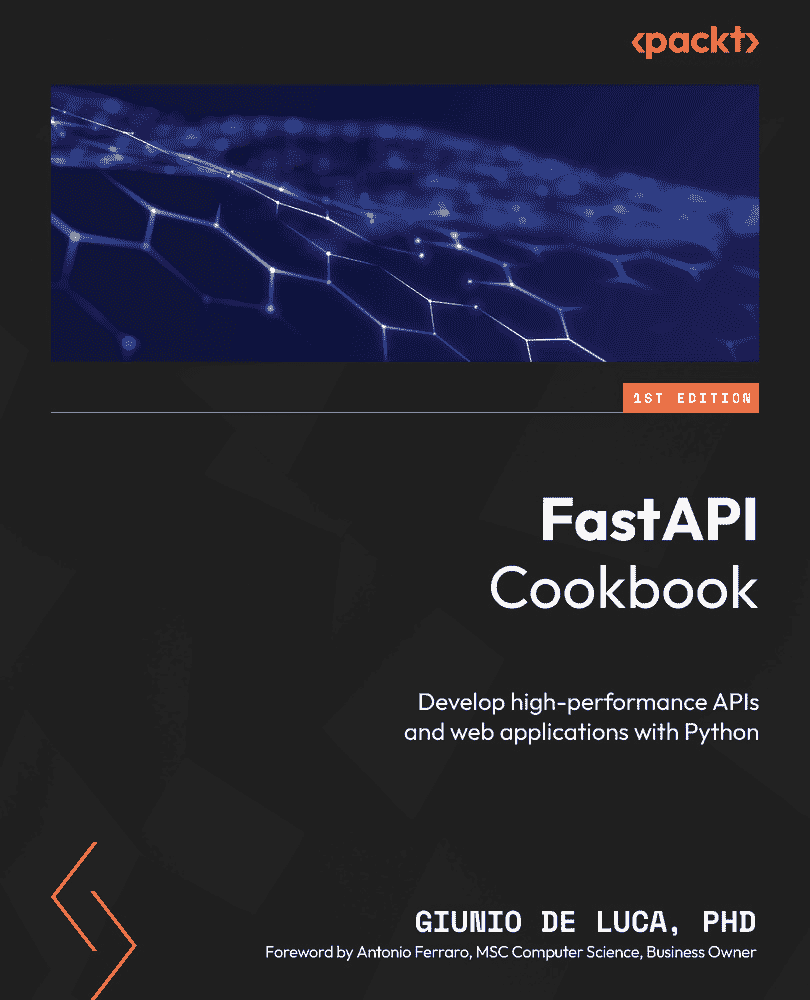 <packt>
1ST EDITION
FastAPI
Cookbook
Develop high-performance APIs
and web applications with Python
GIUNIO DE LUCA, PHD
Foreword by Antonio Ferraro, MSC Computer Science, Business Owner